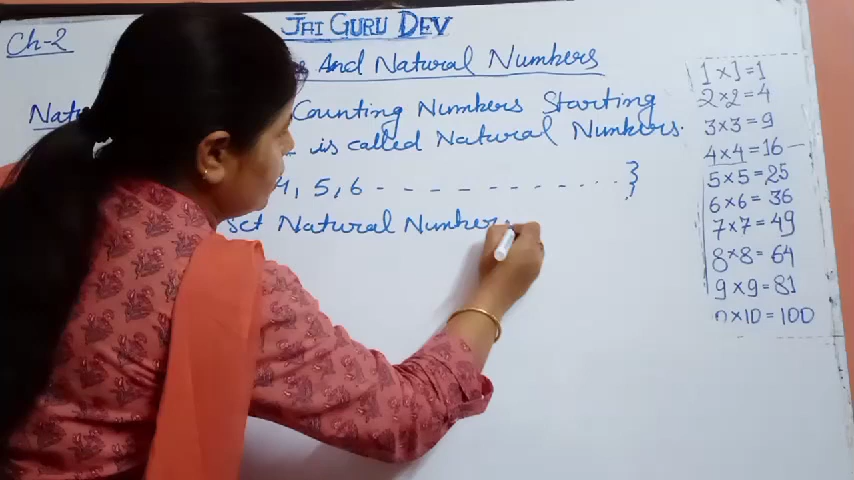 JAI GURU DEV
Ch-2
And Natural Numbers
Counting Numbers Starting
is called Natural Numbers.
4, 5, 6 - - - - - - - - - - - - - }
Set Natural Number
1 × 1 = 1
2 × 2 = 4
3 × 3 = 9
4 × 4 = 16
5 × 5 = 25
6 × 6 = 36
7 × 7 = 49
8 × 8 = 64
9 × 9 = 81
× 10 = 100